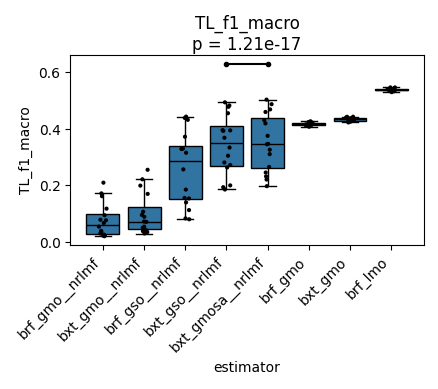 TL_f1_macro
p = 1.21e-17
TL_f1_macro
0.6
0.4
0.2
0.0
brf_gmo__nrlmf
bxt_gmo__nrlmf
brf_gso__nrlmf
bxt_gso__nrlmf
bxt_gmosa__nrlmf
brf_gmo
bxt_gmo
brf_lmo
estimator